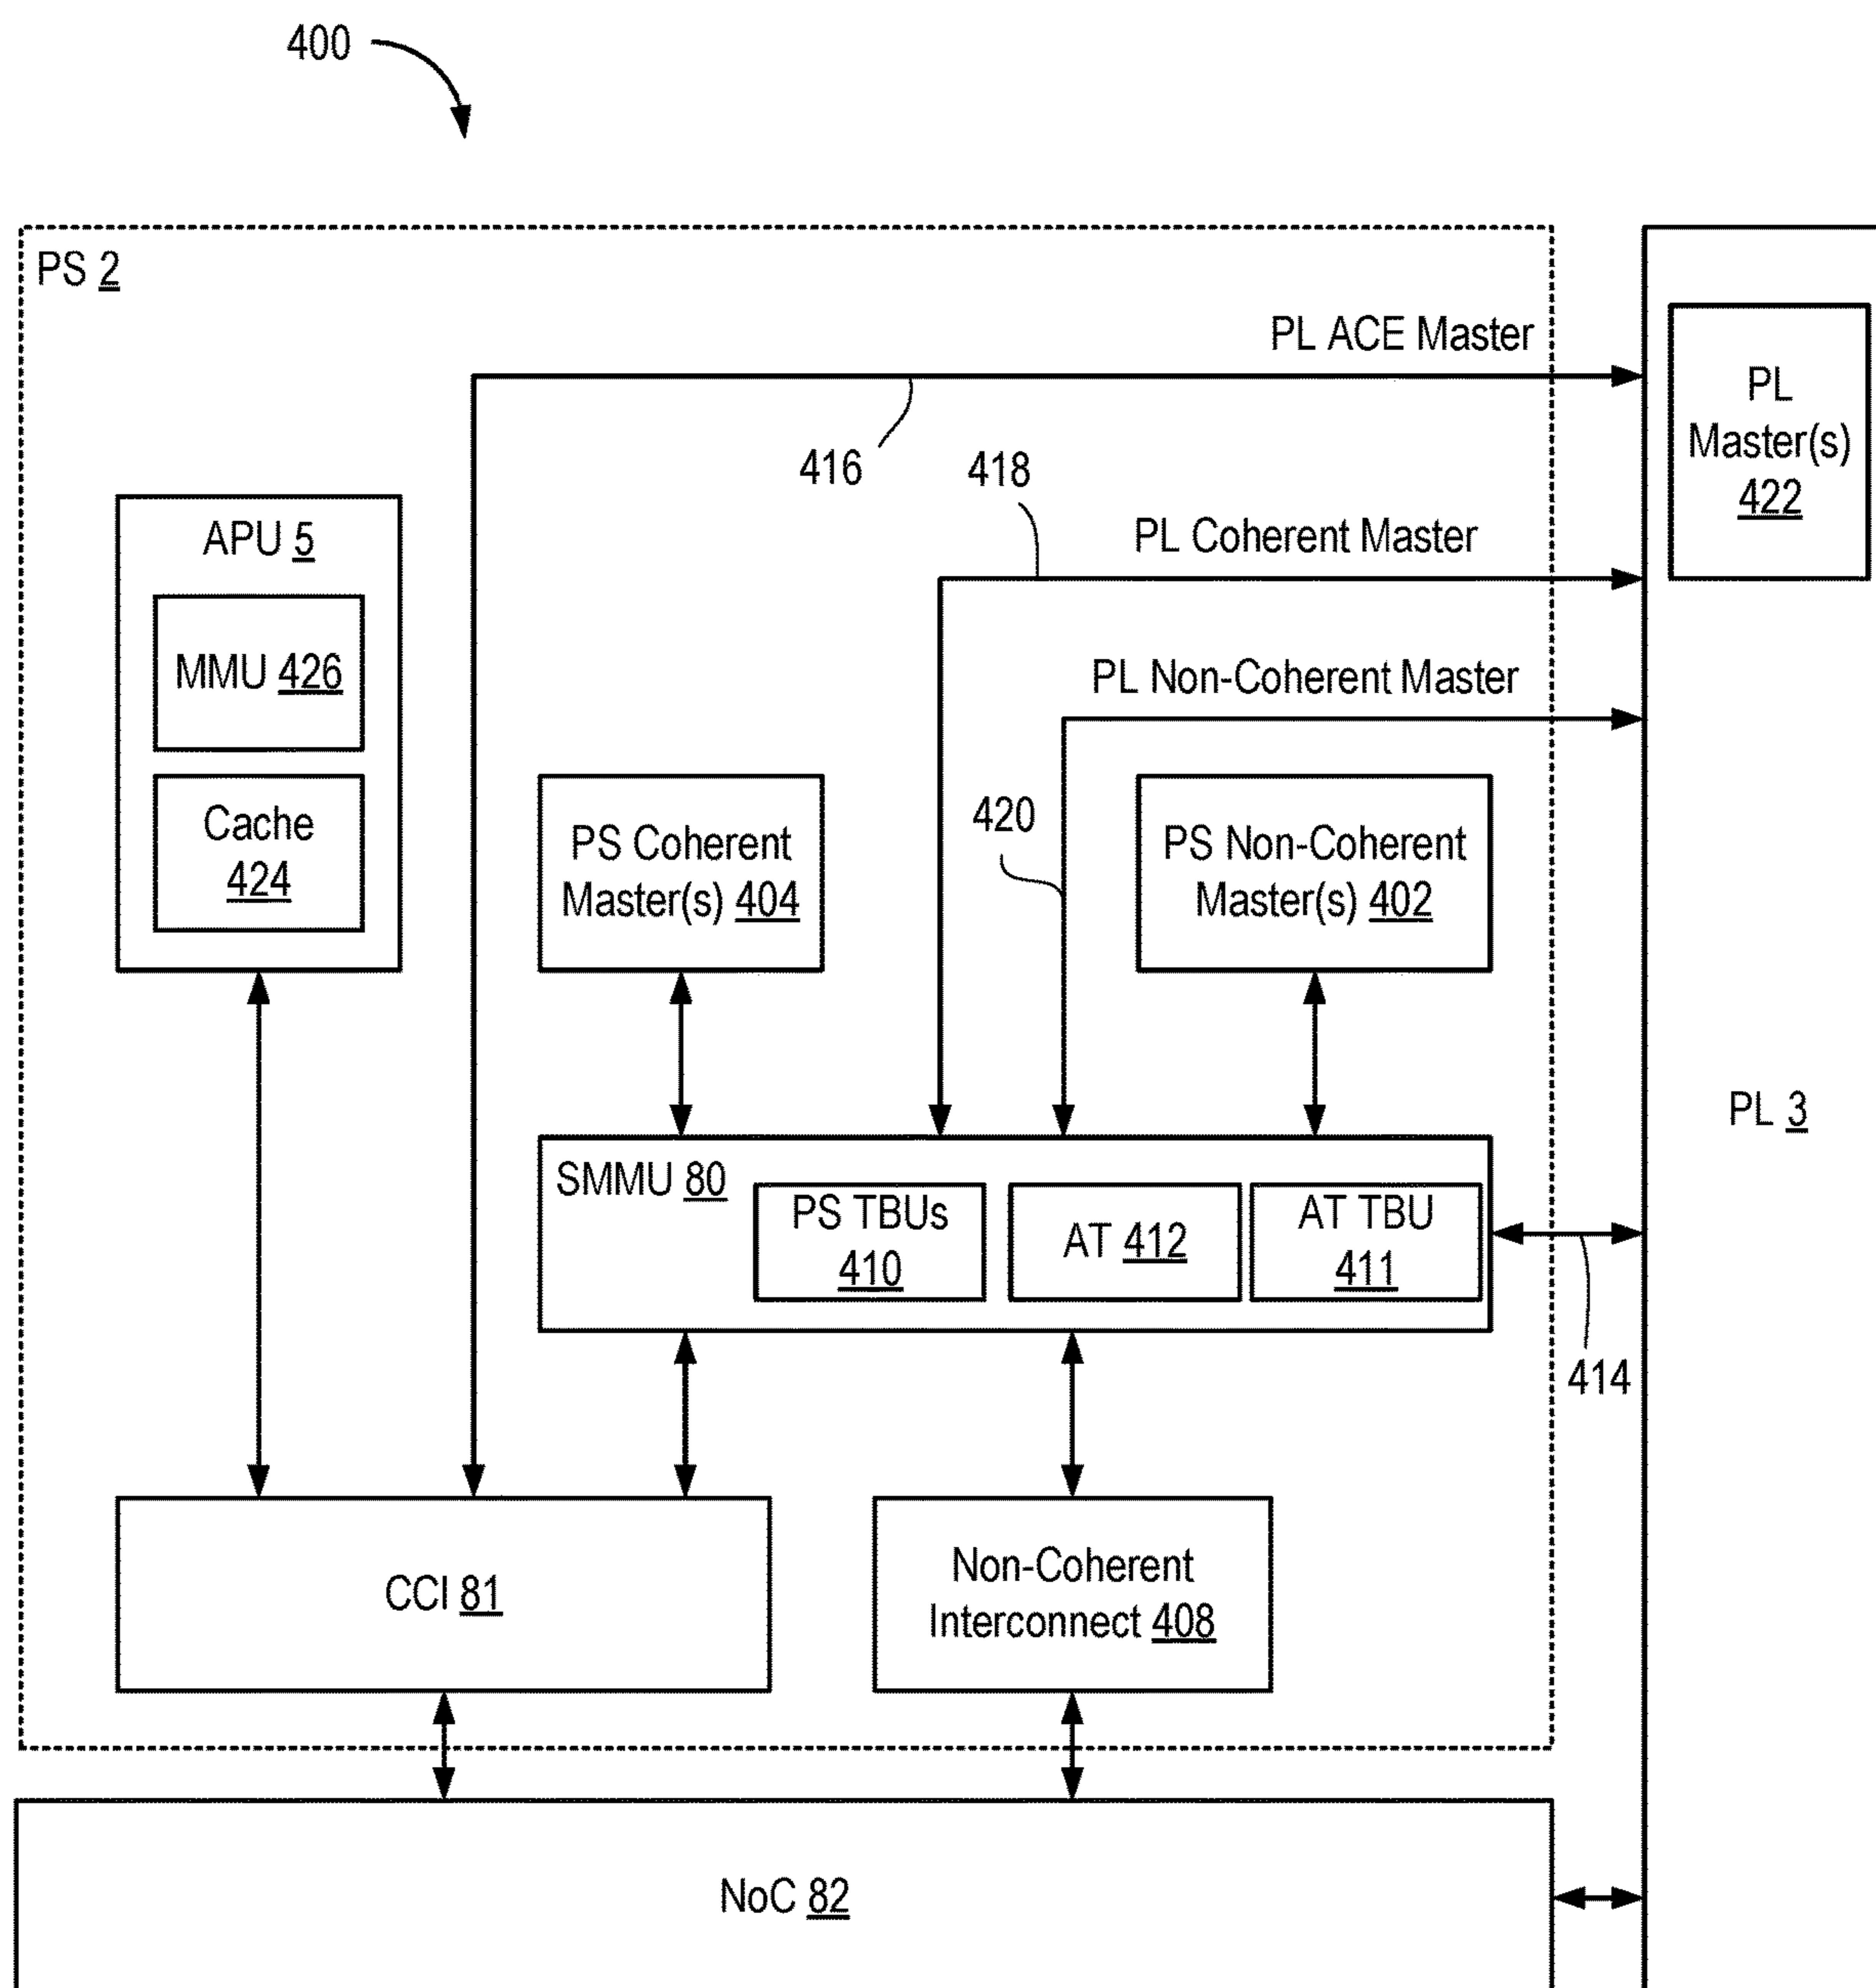 400
PS 2
PL ACE Master
416
418
PL
Master(s)
422
APU 5
PL Coherent Master
MMU 426
PL Non-Coherent Master
Cache
424
PS Coherent
Master(s) 404
420
PS Non-Coherent
Master(s) 402
PL 3
SMMU 80
PS TBUs
410
AT 412
AT TBU
411
414
CCI 81
Non-Coherent
Interconnect 408
NoC 82